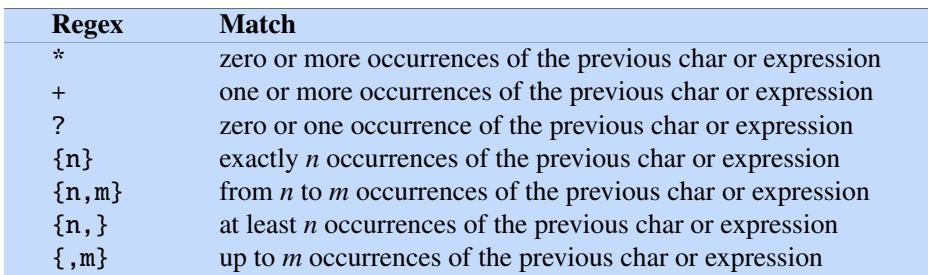 Regex Match
* zero or more occurrences of the previous char or expression
+ one or more occurrences of the previous char or expression
? zero or one occurrence of the previous char or expression
{n} exactly n occurrences of the previous char or expression
{n,m} from n to m occurrences of the previous char or expression
{n,} at least n occurrences of the previous char or expression
{,m} up to m occurrences of the previous char or expression